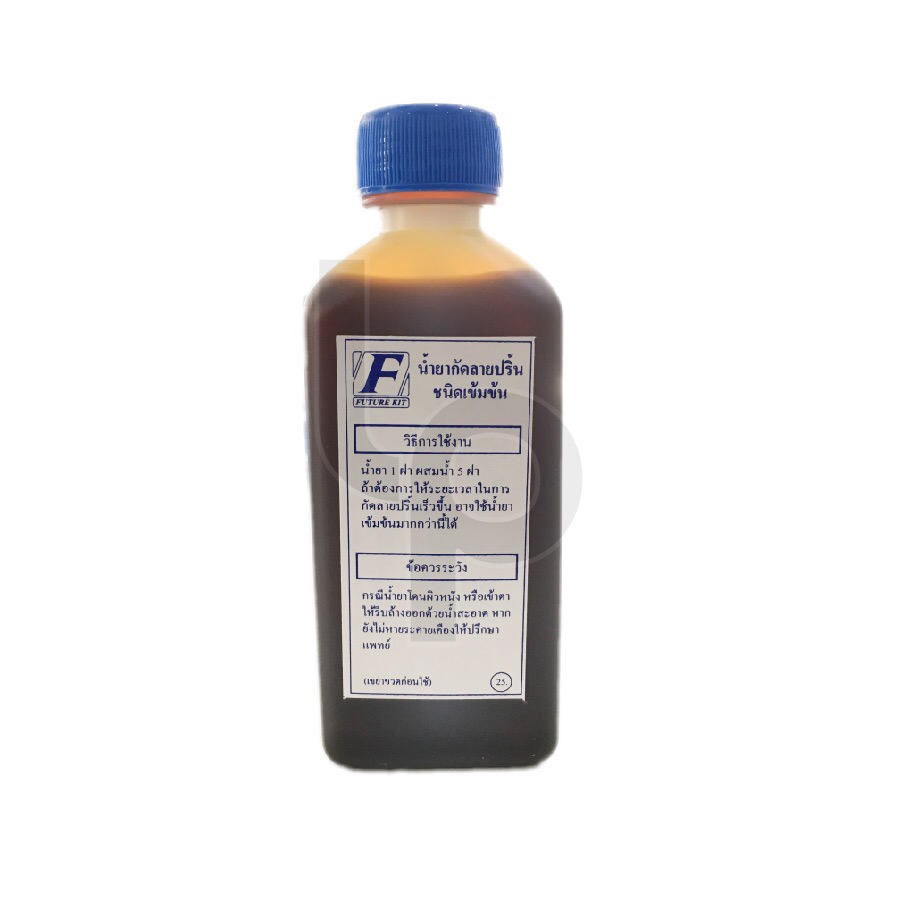 F
FUTURE KIT
น้ำยากัดลายปริ้น
ชนิดเข้มข้น
วิธีการใช้งาน
น้ำยา 1 ฝา ผสมน้ำ 5 ฝา
ถ้าต้องการให้ระยะเวลาในการ
กัดลายปริ้นเร็วขึ้น อาจใช้น้ำยา
เข้มข้นมากกว่านี้ได้
ข้อควรระวัง
กรณีน้ำยาโดนผิวหนัง หรือเข้าตา
ให้รีบล้างออกด้วยน้ำสะอาด หาก
ยังไม่หายระคายเคืองให้ปรึกษา
แพทย์
(เขย่าขวดก่อนใช้)
25.